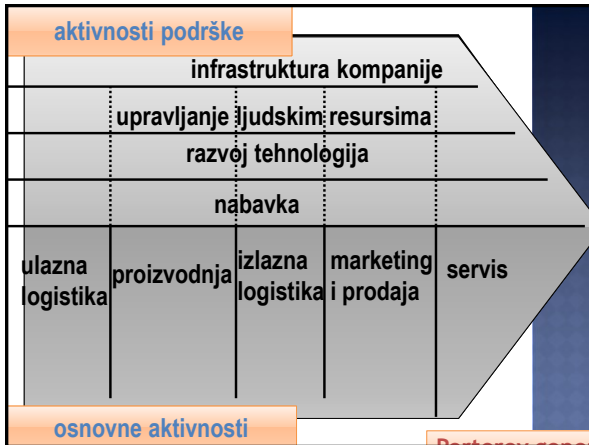 aktivnosti podrške
infrastruktura kompanije
upravljanje ljudskim resursima
razvoj tehnologija
nabavka
ulazna
logistika
proizvodnja
izlazna
logistika
marketing
i prodaja
servis
osnovne aktivnosti